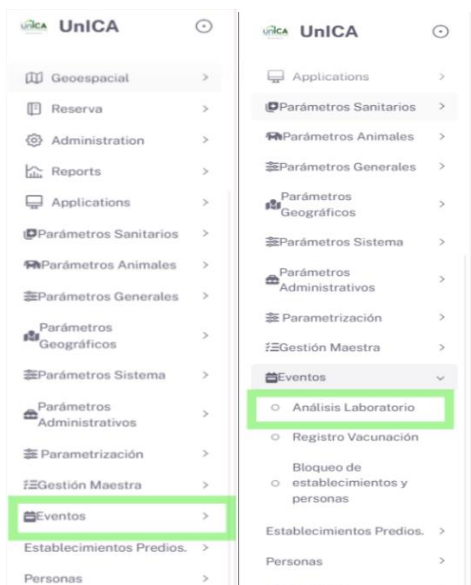 UnICA UnICA
Geoespacial
Reserva
Administration
Reports
Applications
Parámetros Sanitarios
Parámetros Animales
Parámetros Generales
Parámetros
Geográficos
Parámetros Sistema
Parámetros
Administrativos
Parametrización
Gestión Maestra
Eventos
Establecimientos Predios.
Personas
UnICA UnICA
Applications
Parámetros Sanitarios
Parámetros Animales
Parámetros Generales
Parámetros
Geográficos
Parámetros Sistema
Parámetros
Administrativos
Parametrización
Gestión Maestra
Eventos
Análisis Laboratorio
Registro Vacunación
Bloqueo de
establecimientos y
personas
Establecimientos Predios.
Personas